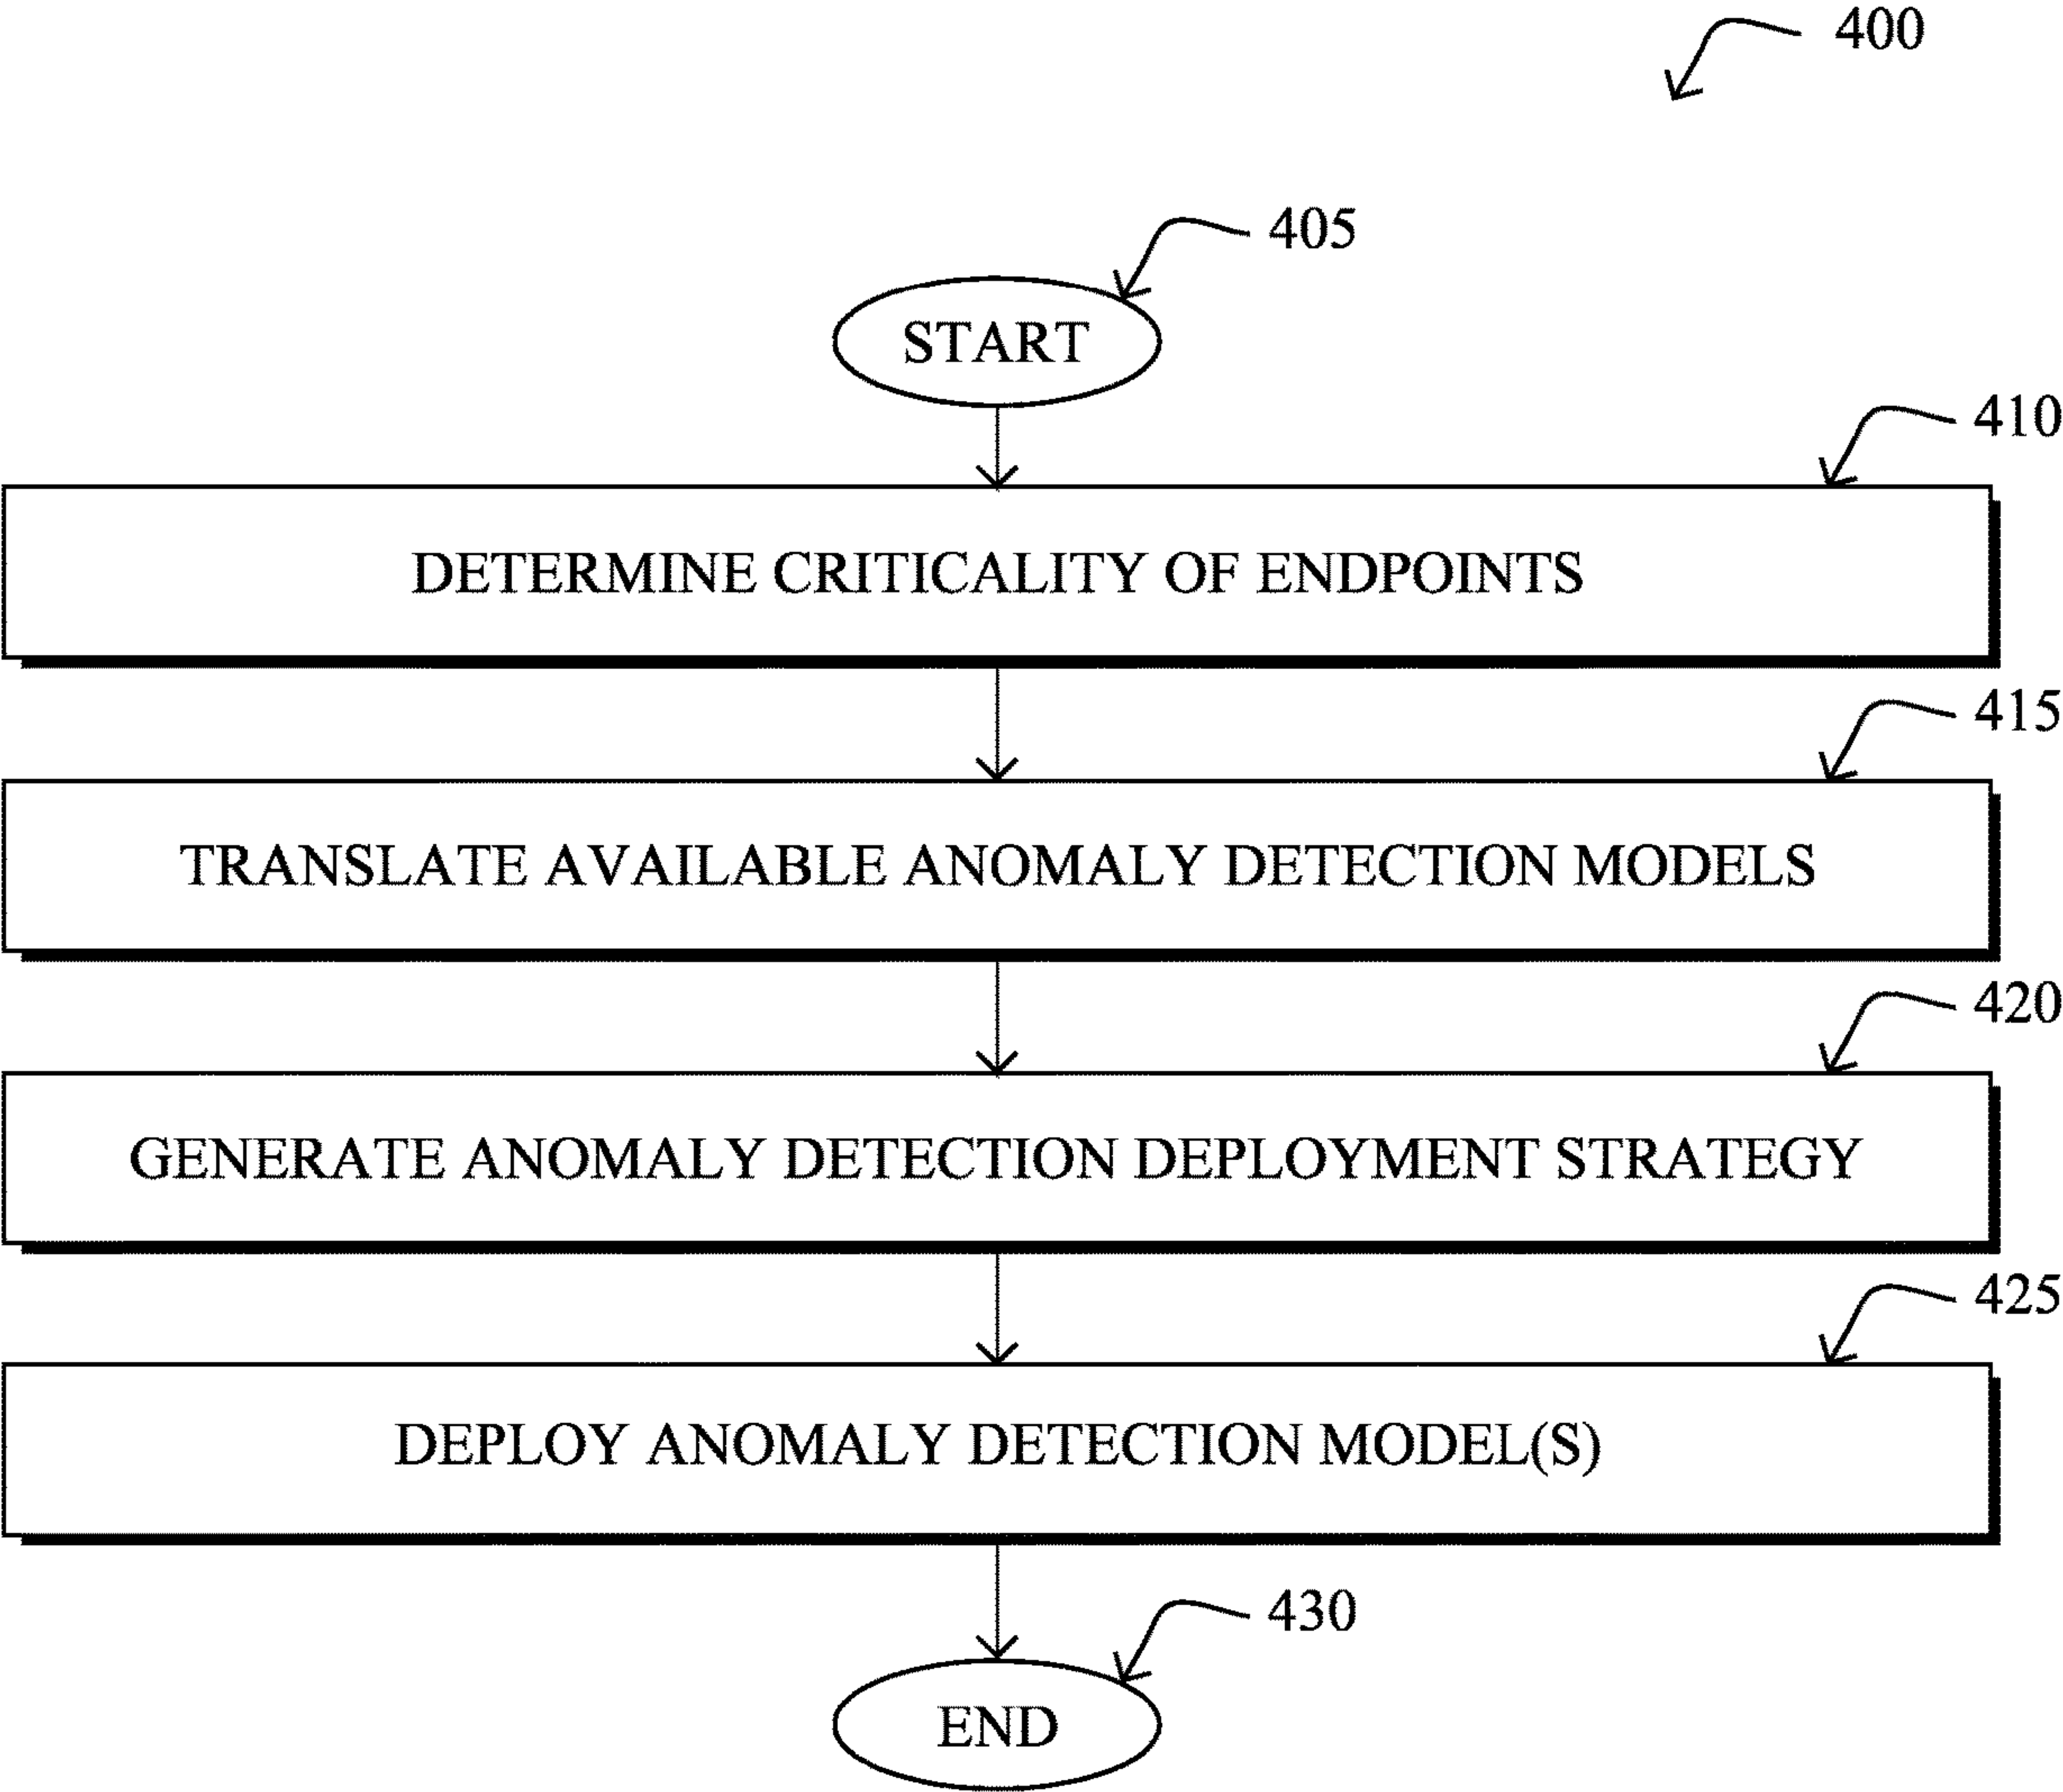 400
405
START
410
DETERMINE CRITICALITY OF ENDPOINTS
415
TRANSLATE AVAILABLE ANOMALY DETECTION MODELS
420
GENERATE ANOMALY DETECTION DEPLOYMENT STRATEGY
425
DEPLOY ANOMALY DETECTION MODEL(S)
430
END